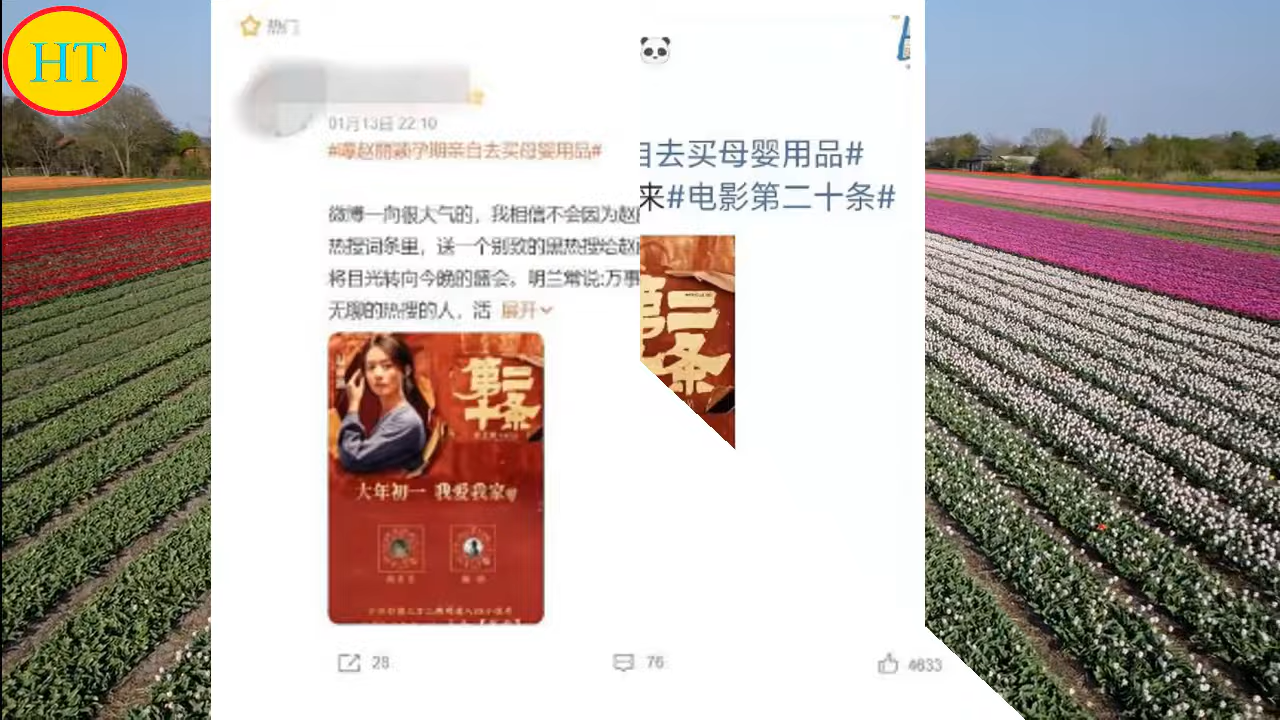 HT
热门
01月13日 22:10
#曝赵丽颖孕期亲自去买母婴用品#
微博一向很大气的，我相信不会因为赵
热搜词条里，送一个别致的黑热搜给赵
将目光转向今晚的盛会。明兰常说:万事
无聊的热搜的人，活 展开
第二十条
大年初一 我爱我家
28
76
4633
自去买母婴用品#
来#电影第二十条#
第二
条